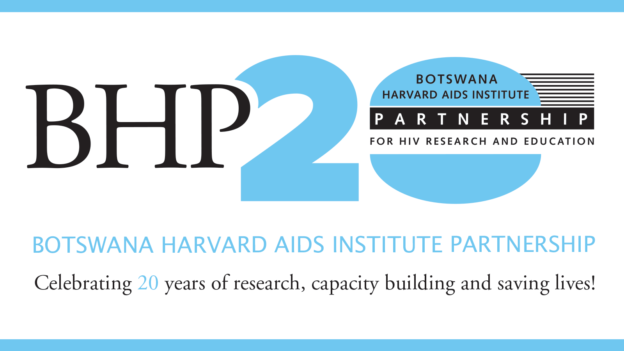 BHP20
BOTSWANA
HARVARD AIDS INSTITUTE
PARTNERSHIP
FOR HIV RESEARCH AND EDUCATION
BOTSWANA HARVARD AIDS INSTITUTE PARTNERSHIP
Celebrating 20 years of research, capacity building and saving lives!